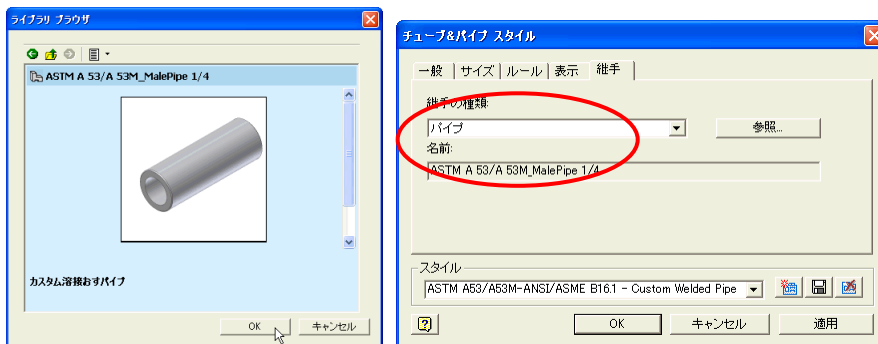 ライブラリ ブラウザ
ASTM A 53/A 53M_MalePipe 1/4
カスタム溶接おすパイプ
OK
キャンセル
チューブ&パイプ スタイル
一般
サイズ
ルール
表示
継手
継手の種類:
パイプ
参照...
名前:
ASTM A 53/A 53M_MalePipe 1/4
スタイル
ASTM A53/A53M-ANSI/ASME B16.1 - Custom Welded Pipe
OK
キャンセル
適用